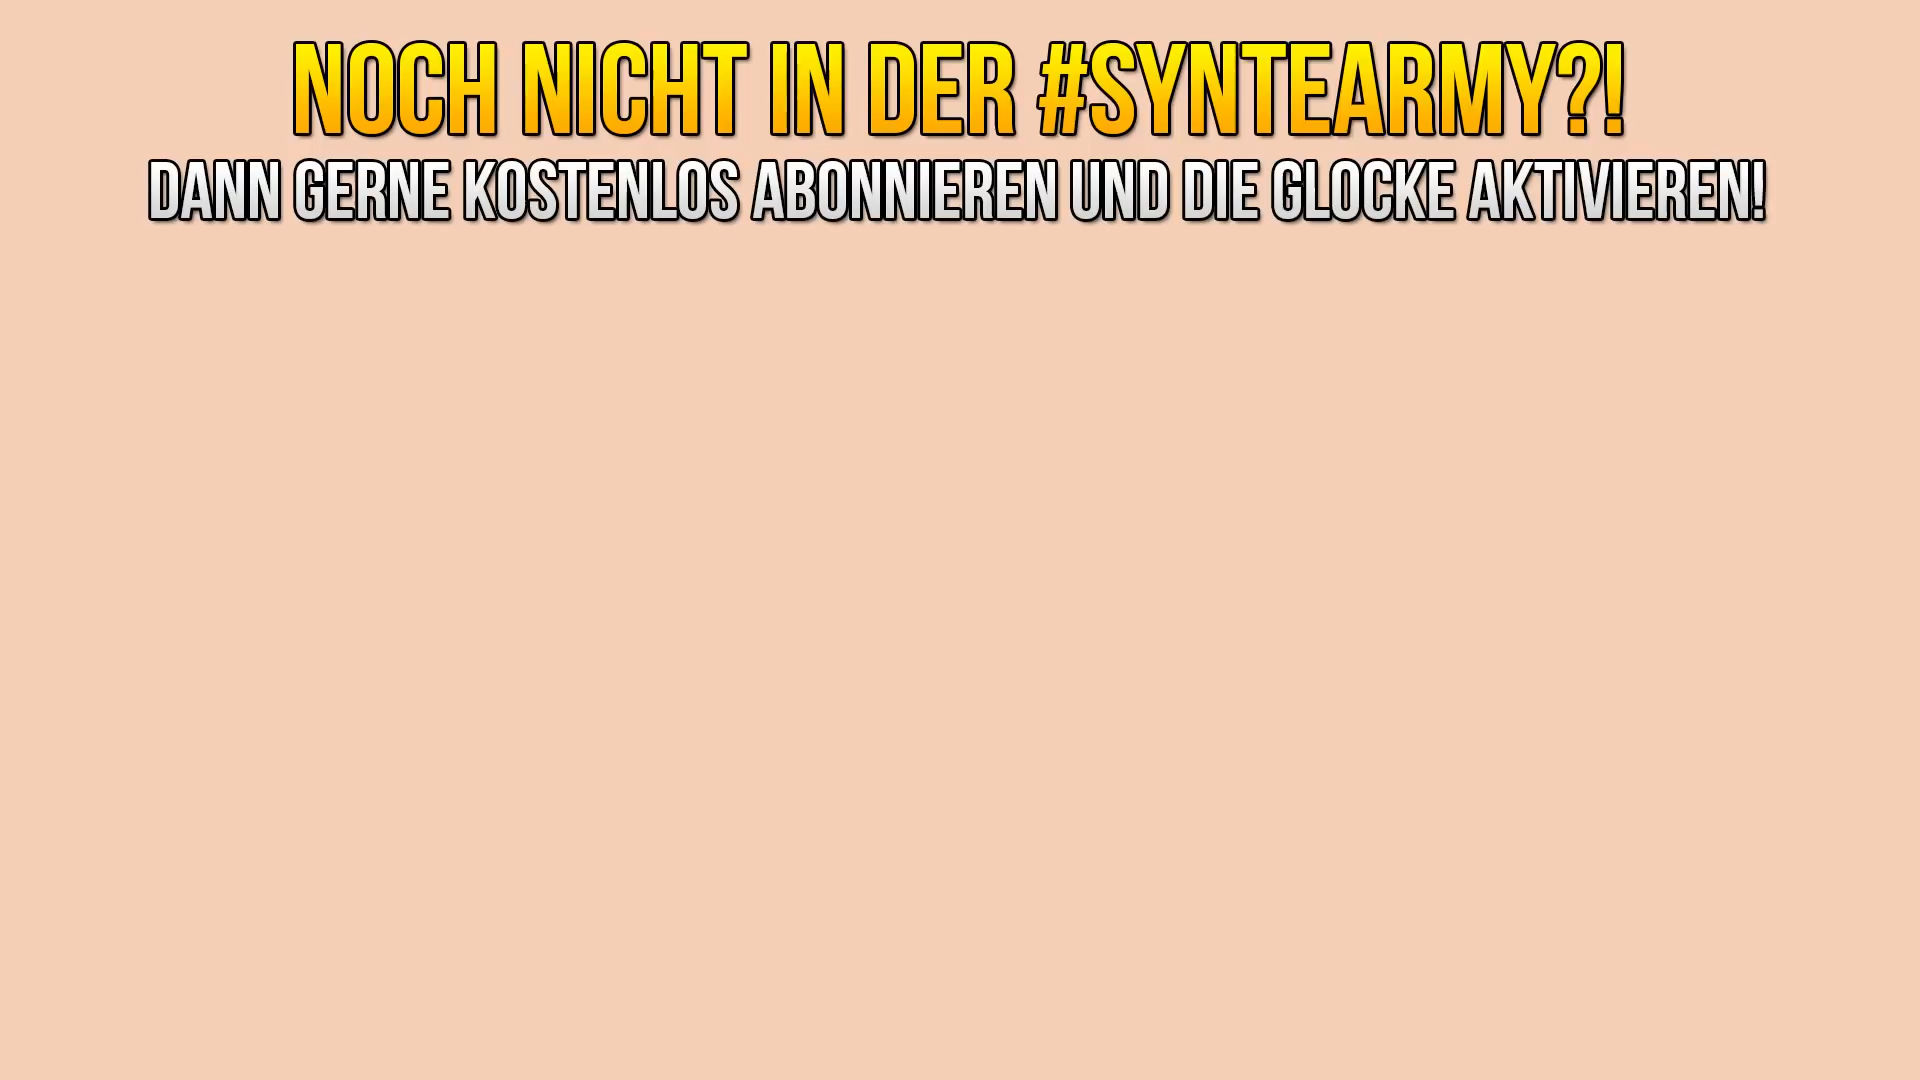 NOCH NICHT IN DER #SYNTEARMY?!
DANN GERNE KOSTENLOS ABONNIEREN UND DIE GLOCKE AKTIVIEREN!